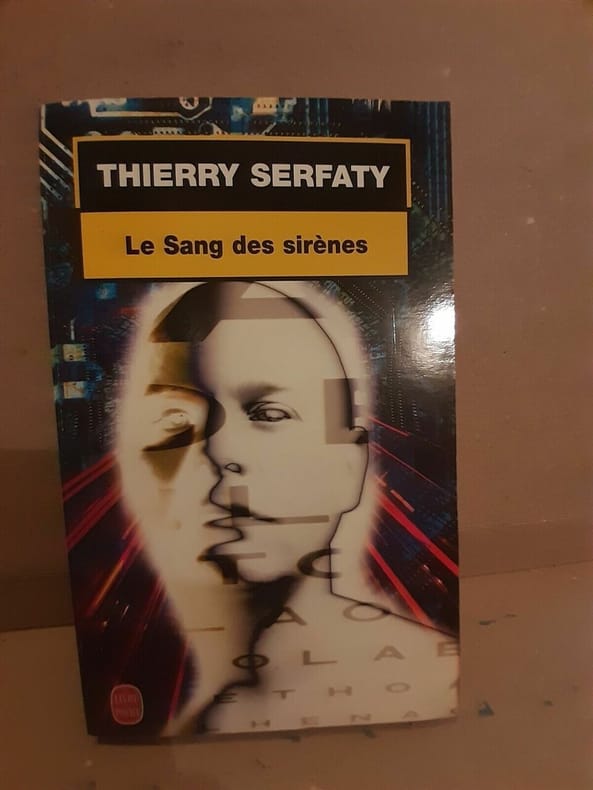 THIERRY SERFATY
Le Sang des sirènes
E
L
T C
L A O
O L A E
E T H O
C H E N A